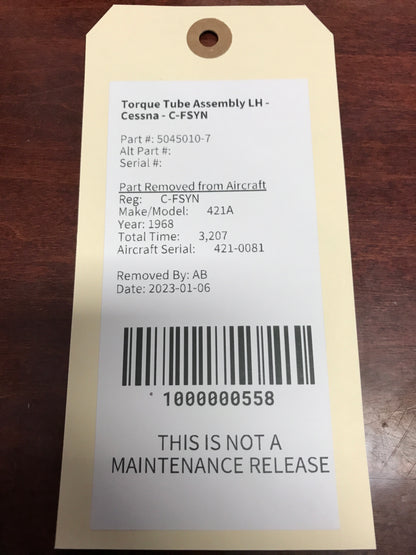 Torque Tube Assembly LH -
Cessna - C-FSYN
Part #: 5045010-7
Alt Part #:
Serial #:
Part Removed from Aircraft
Reg: C-FSYN
Make/Model: 421A
Year: 1968
Total Time: 3,207
Aircraft Serial: 421-0081
Removed By: AB
Date: 2023-01-06
1000000558
THIS IS NOT A
MAINTENANCE RELEASE